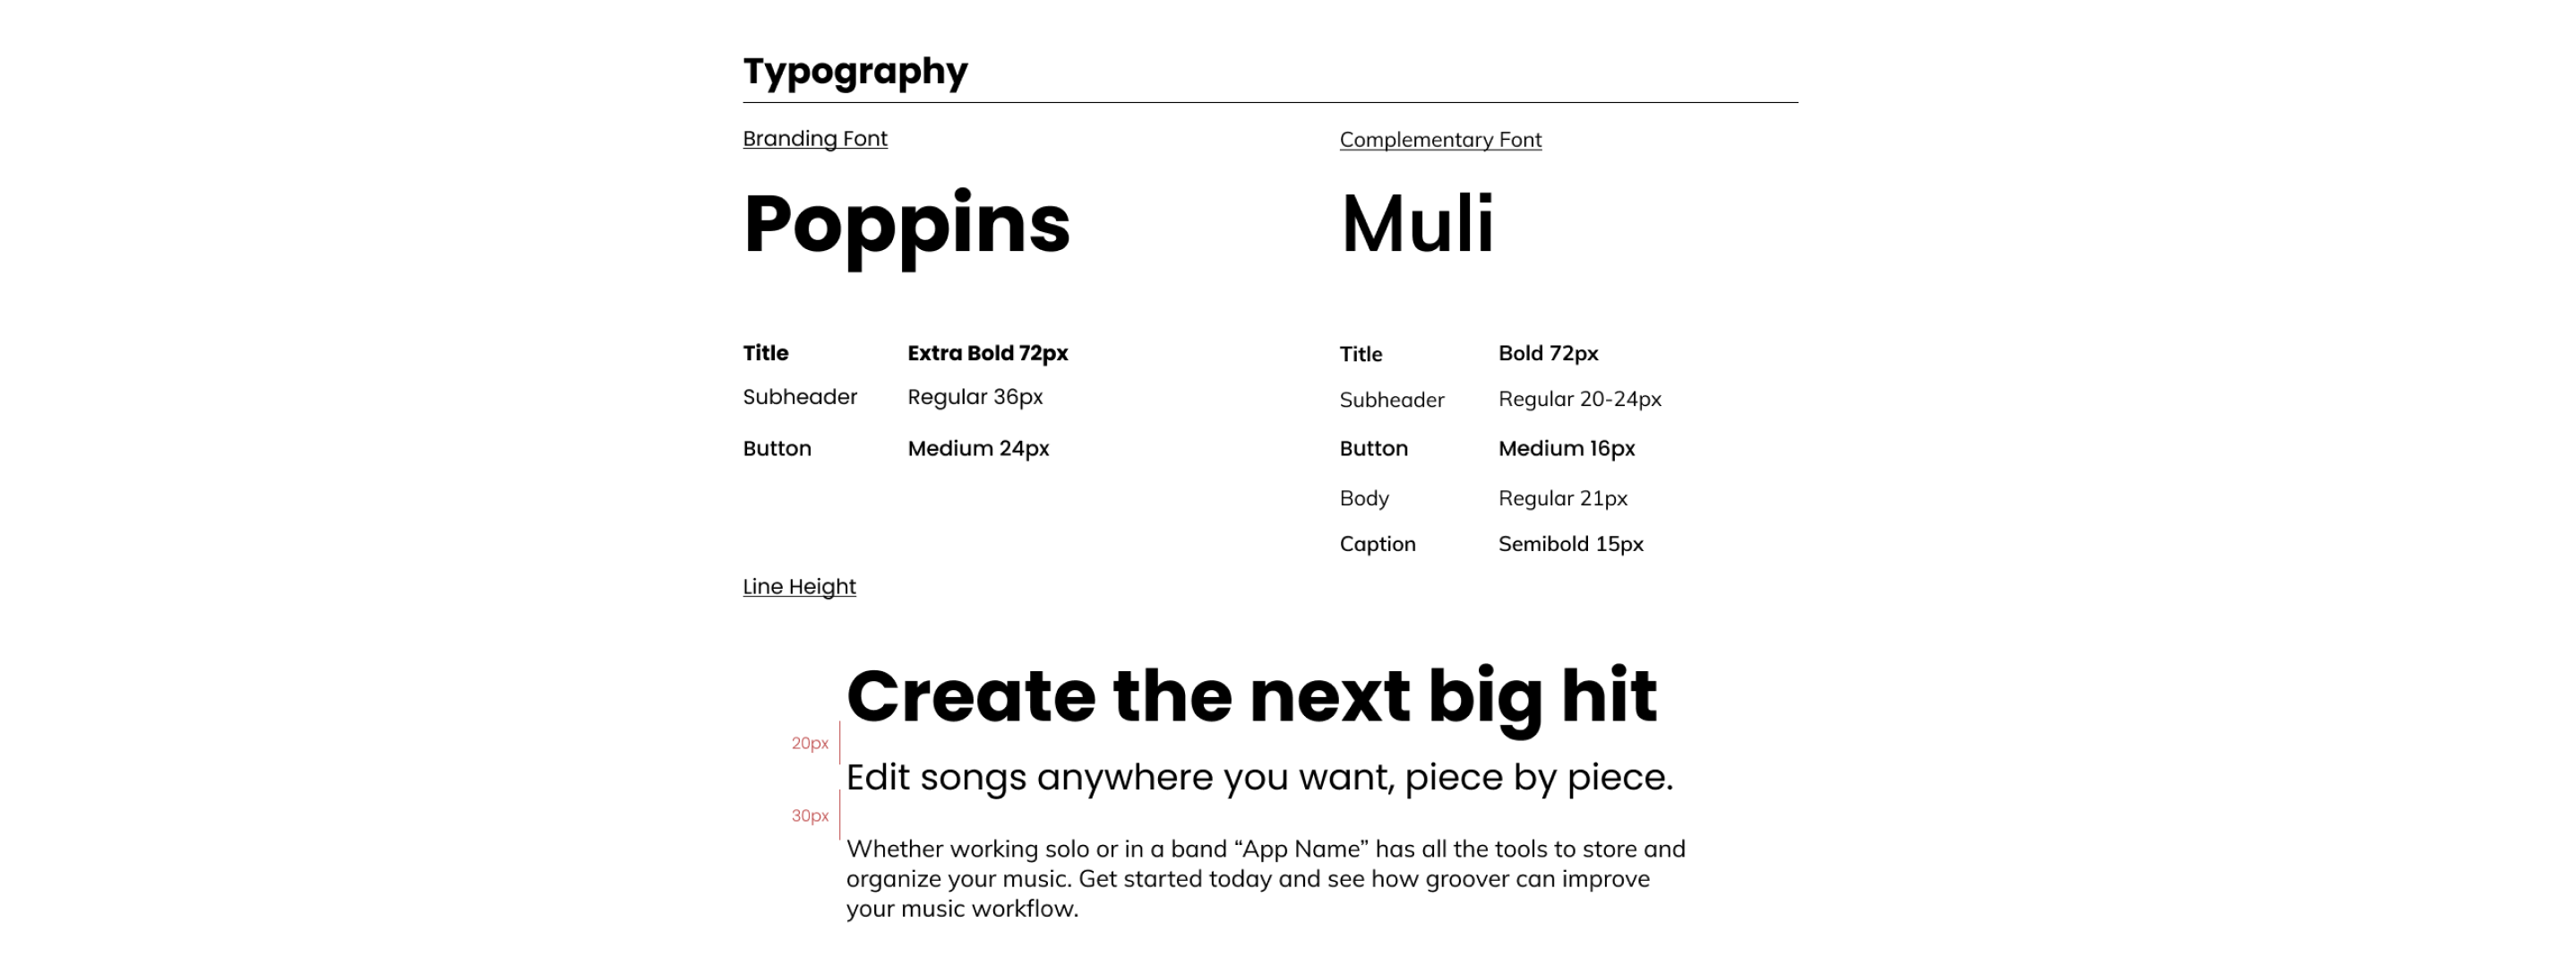 Typography
Branding Font
Poppins
Title Extra Bold 72px
Subheader Regular 36px
Button Medium 24px
Complementary Font
Muli
Title Bold 72px
Subheader Regular 20-24px
Button Medium 16px
Body Regular 21px
Caption Semibold 15px
Line Height
Create the next big hit
20px
Edit songs anywhere you want, piece by piece.
30px
Whether working solo or in a band “App Name” has all the tools to store and
organize your music. Get started today and see how groover can improve
your music workflow.